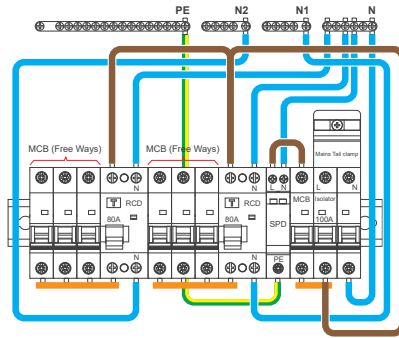 PE N2 N1 N
MCB (Free Ways) MCB (Free Ways) Mains Tail clamp
N N L N L N
T RCD T RCD MCB Isolator
80A 80A 100A
SPD
N N PE